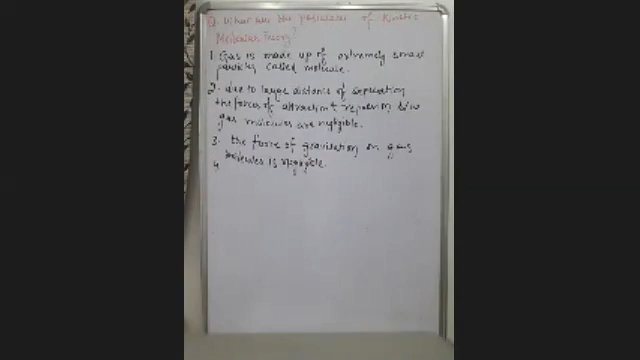 Q. What are the postulates of Kinetic
Molecular Theory?
1. Gas is made up of extremely small
particles called molecule.
2. due to large distance of separation
the forces of attraction & repulsion b/w
gas molecules are negligible.
3. the force of gravitation on gas
molecules is negligible.
4